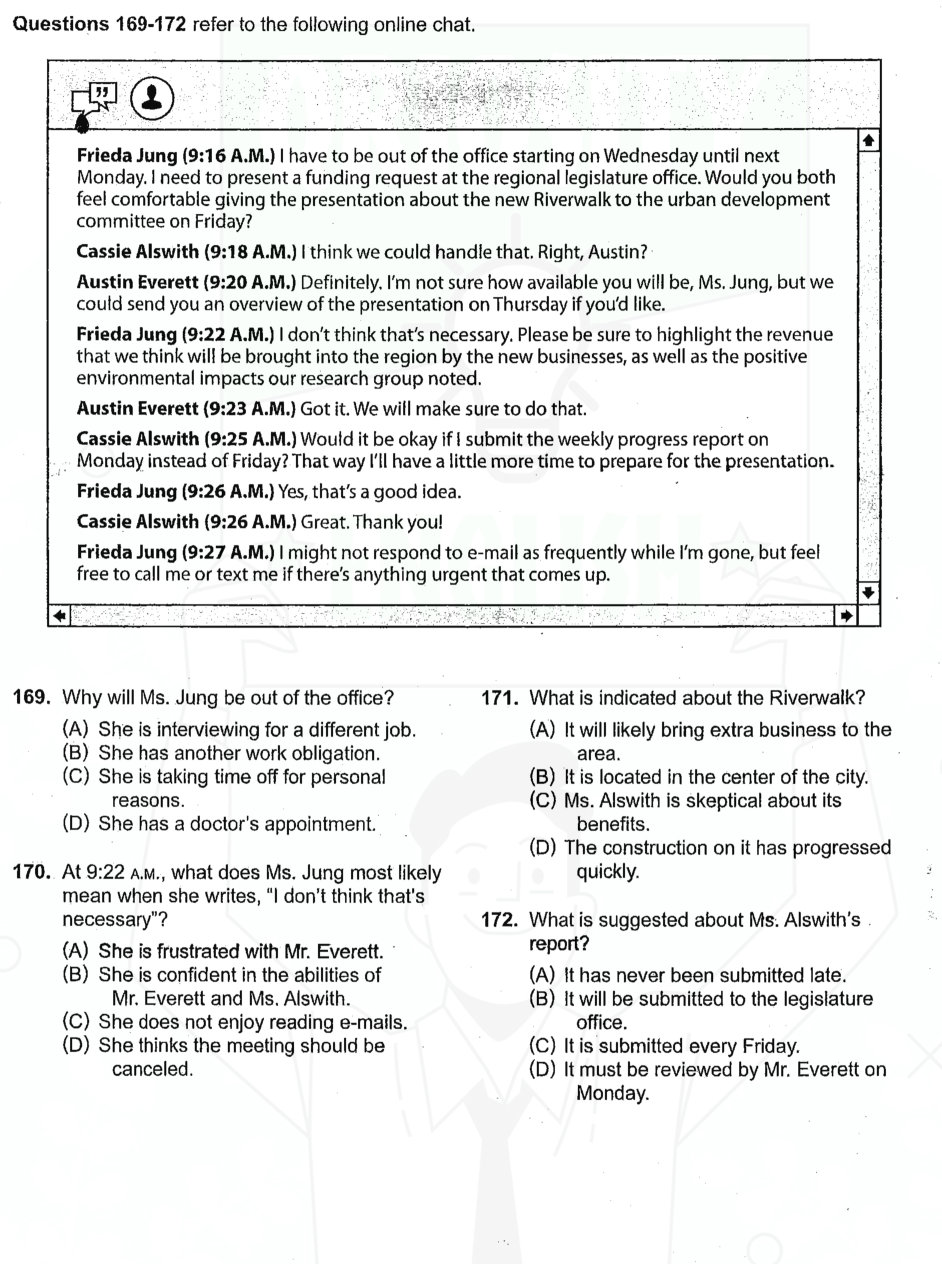 Questions 169-172 refer to the following online chat.
Frieda Jung (9:16 A.M.) I have to be out of the office starting on Wednesday until next
Monday. I need to present a funding request at the regional legislature office. Would you both
feel comfortable giving the presentation about the new Riverwalk to the urban development
committee on Friday?
Cassie Alswith (9:18 A.M.) I think we could handle that. Right, Austin?
Austin Everett (9:20 A.M.) Definitely. I'm not sure how available you will be, Ms. Jung, but we
could send you an overview of the presentation on Thursday if you'd like.
Frieda Jung (9:22 A.M.) I don't think that's necessary. Please be sure to highlight the revenue
that we think will be brought into the region by the new businesses, as well as the positive
environmental impacts our research group noted.
Austin Everett (9:23 A.M.) Got it. We will make sure to do that.
Cassie Alswith (9:25 A.M.) Would it be okay if I submit the weekly progress report on
Monday instead of Friday? That way I'll have a little more time to prepare for the presentation.
Frieda Jung (9:26 A.M.) Yes, that's a good idea.
Cassie Alswith (9:26 A.M.) Great. Thank you!
Frieda Jung (9:27 A.M.) I might not respond to e-mail as frequently while I'm gone, but feel
free to call me or text me if there's anything urgent that comes up.
169. Why will Ms. Jung be out of the office?
(A) She is interviewing for a different job.
(B) She has another work obligation.
(C) She is taking time off for personal
reasons.
(D) She has a doctor's appointment.
170. At 9:22 A.M., what does Ms. Jung most likely
mean when she writes, "I don't think that's
necessary"?
(A) She is frustrated with Mr. Everett.
(B) She is confident in the abilities of
Mr. Everett and Ms. Alswith.
(C) She does not enjoy reading e-mails.
(D) She thinks the meeting should be
canceled.
171. What is indicated about the Riverwalk?
(A) It will likely bring extra business to the
area.
(B) It is located in the center of the city.
(C) Ms. Alswith is skeptical about its
benefits.
(D) The construction on it has progressed
quickly.
172. What is suggested about Ms. Alswith's
report?
(A) It has never been submitted late.
(B) It will be submitted to the legislature
office.
(C) It is submitted every Friday.
(D) It must be reviewed by Mr. Everett on
Monday.